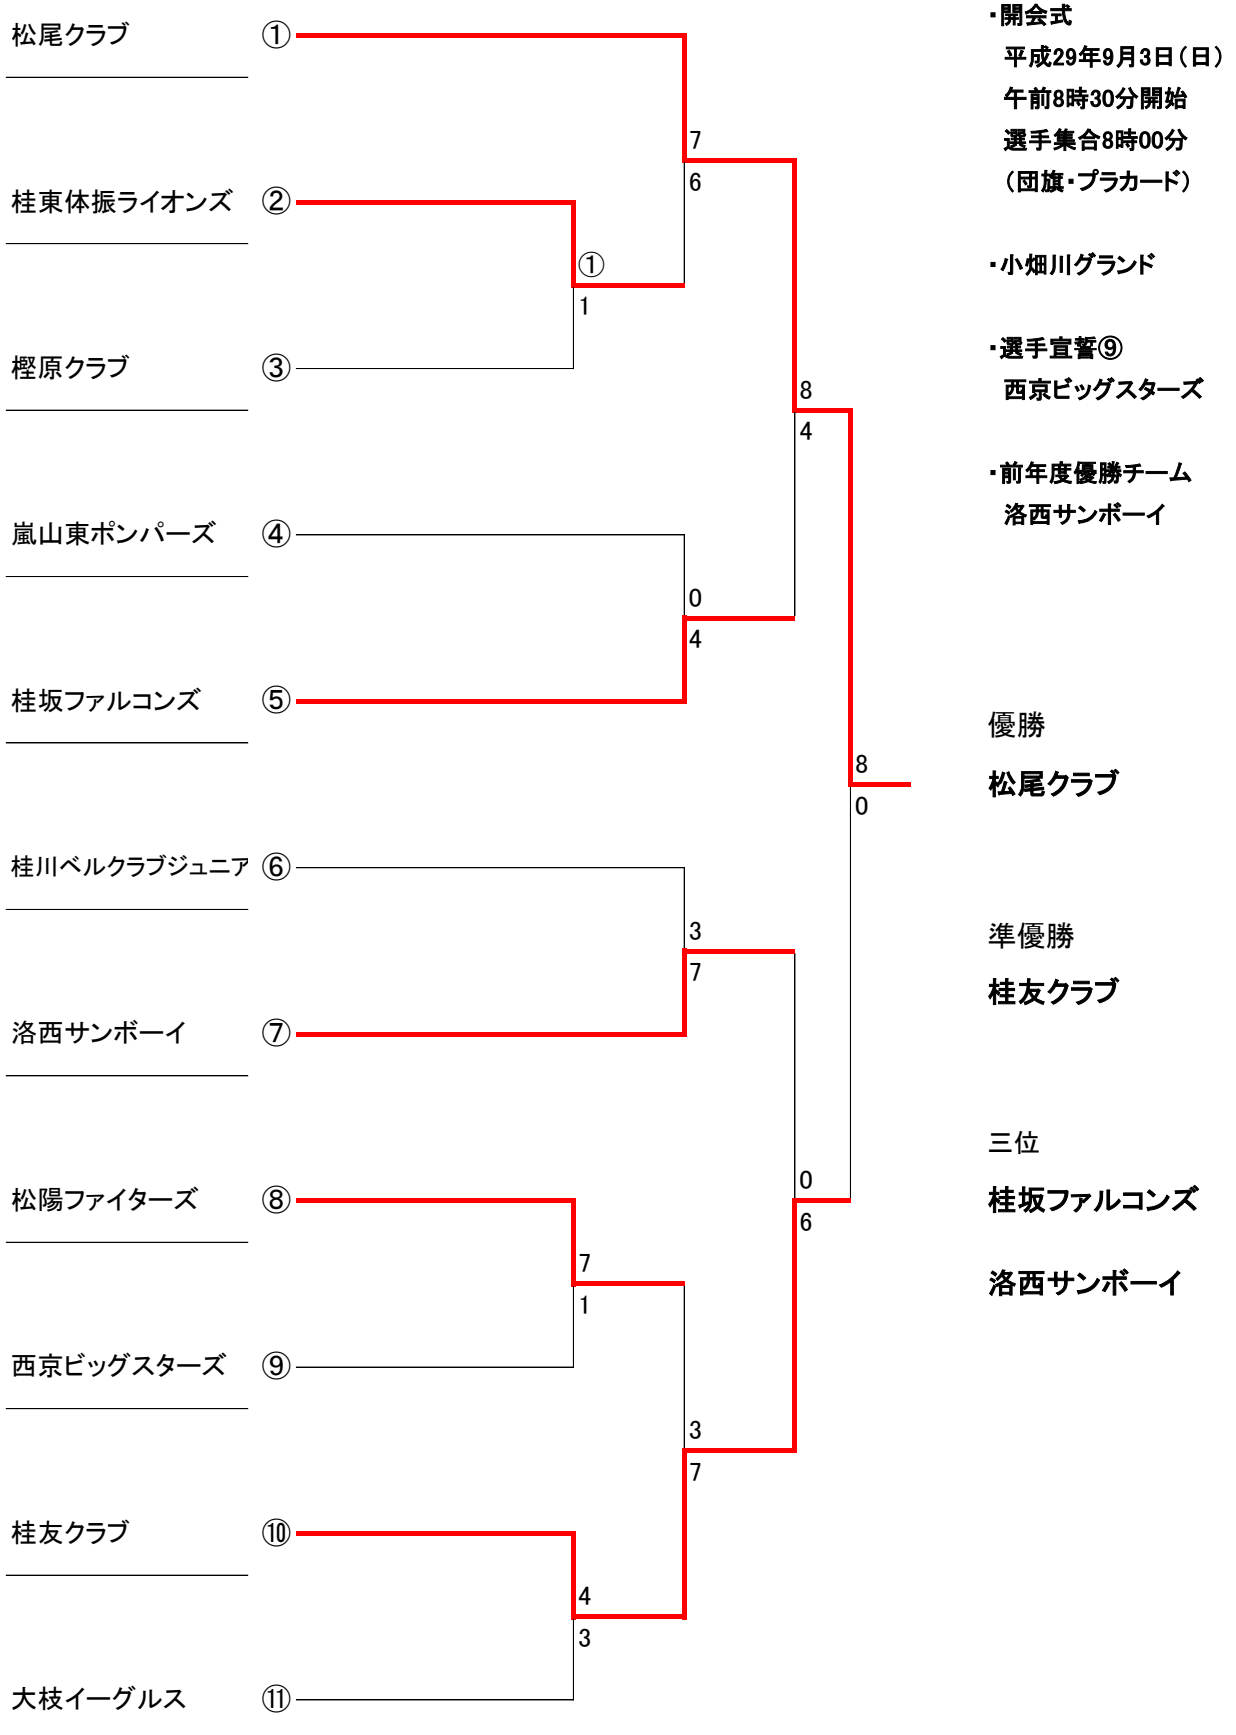 松尾クラブ ①
桂東体振ライオンズ ②
樫原クラブ ③
嵐山東ポンパーズ ④
桂坂ファルコンズ ⑤
桂川ベルクラブジュニア ⑥
洛西サンボーイ ⑦
松陽ファイターズ ⑧
西京ビッグスターズ ⑨
桂友クラブ ⑩
大枝イーグルス ⑪
①
1
7
1
4
3
7
6
0
4
3
7
3
7
8
4
0
6
8
0
・開会式
平成29年9月3日(日)
午前8時30分開始
選手集合8時00分
(団旗・プラカード)
・小畑川グランド
・選手宣誓⑨
西京ビッグスターズ
・前年度優勝チーム
洛西サンボーイ
優勝
松尾クラブ
準優勝
桂友クラブ
三位
桂坂ファルコンズ
洛西サンボーイ